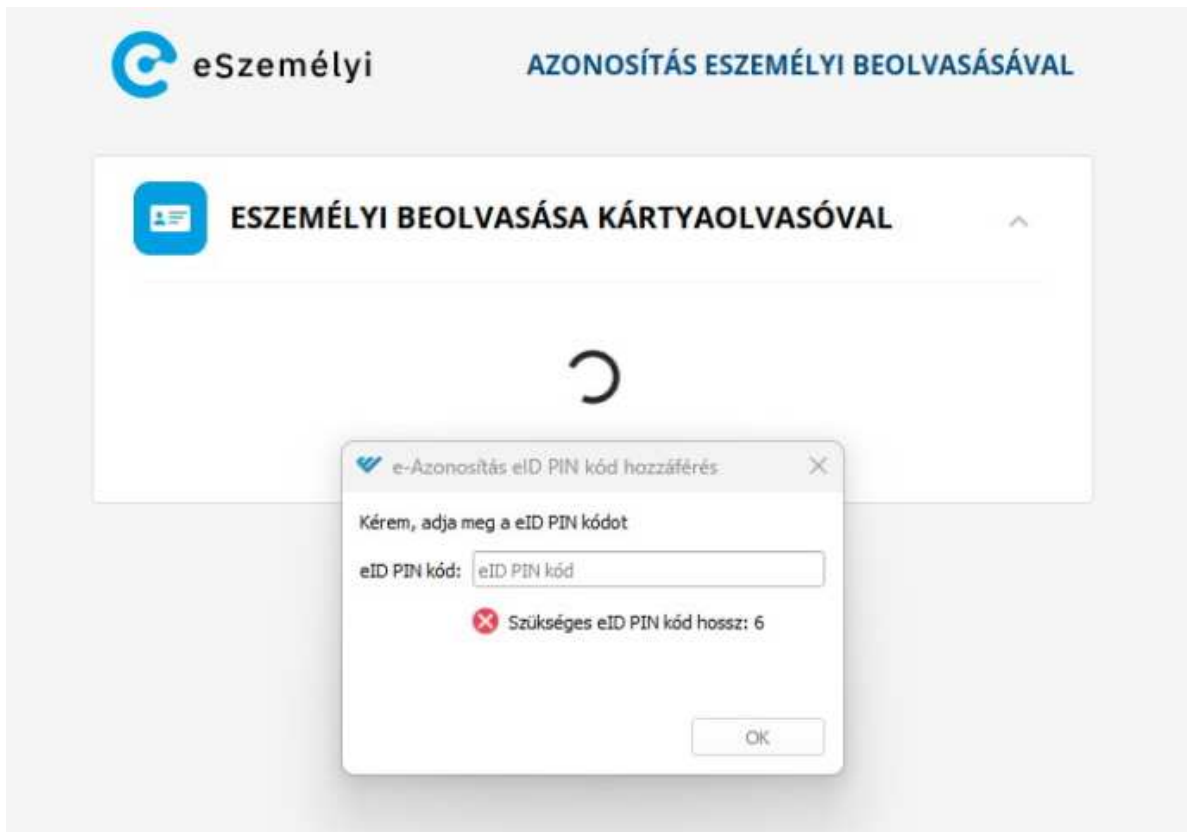 eSzemélyi
AZONOSÍTÁS ESZEMÉLYI BEOLVASÁSÁVAL
ESZEMÉLYI BEOLVASÁSA KÁRTYAOLVASÓVAL
e-Azonosítás eID PIN kód hozzáférés
Kérem, adja meg a eID PIN kódot
eID PIN kód: eID PIN kód
Szükséges eID PIN kód hossz: 6
OK